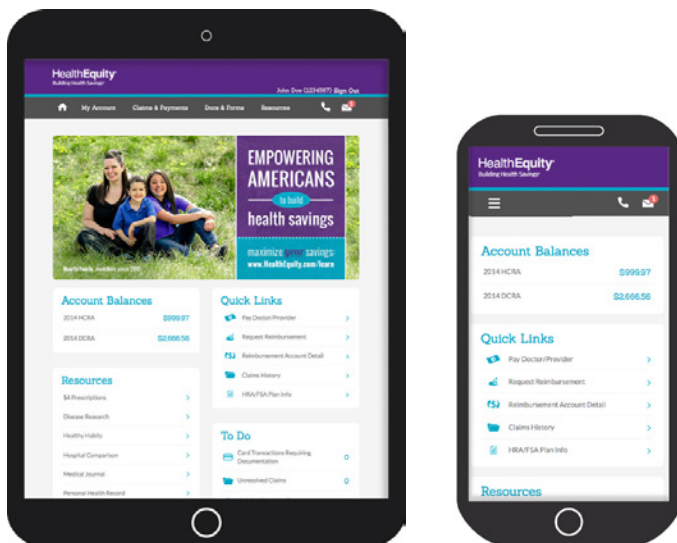 HealthEquity
Building Health Savings
John Doe (1234567) Sign Out
My Account Claims & Payments Docs & Forms Resources
1
EMPOWERING
AMERICANS
to build
health savings
maximize your savings:
www.HealthEquity.com/learn
Account Balances
2014 HCRA $999.97
2014 DCRA $2,666.56
Resources
$4 Prescriptions
Disease Research
Healthy Habits
Hospital Comparison
Medical Journal
Personal Health Record
Quick Links
Pay Doctor/Provider
Request Reimbursement
Reimbursement Account Detail
Claims History
HRA/FSA Plan Info
To Do
Card Transactions Requiring
Documentation 0
Unresolved Claims 0
HealthEquity
Building Health Savings
1
Account Balances
2014 HCRA $999.97
2014 DCRA $2,666.56
Quick Links
Pay Doctor/Provider
Request Reimbursement
Reimbursement Account Detail
Claims History
HRA/FSA Plan Info
Resources